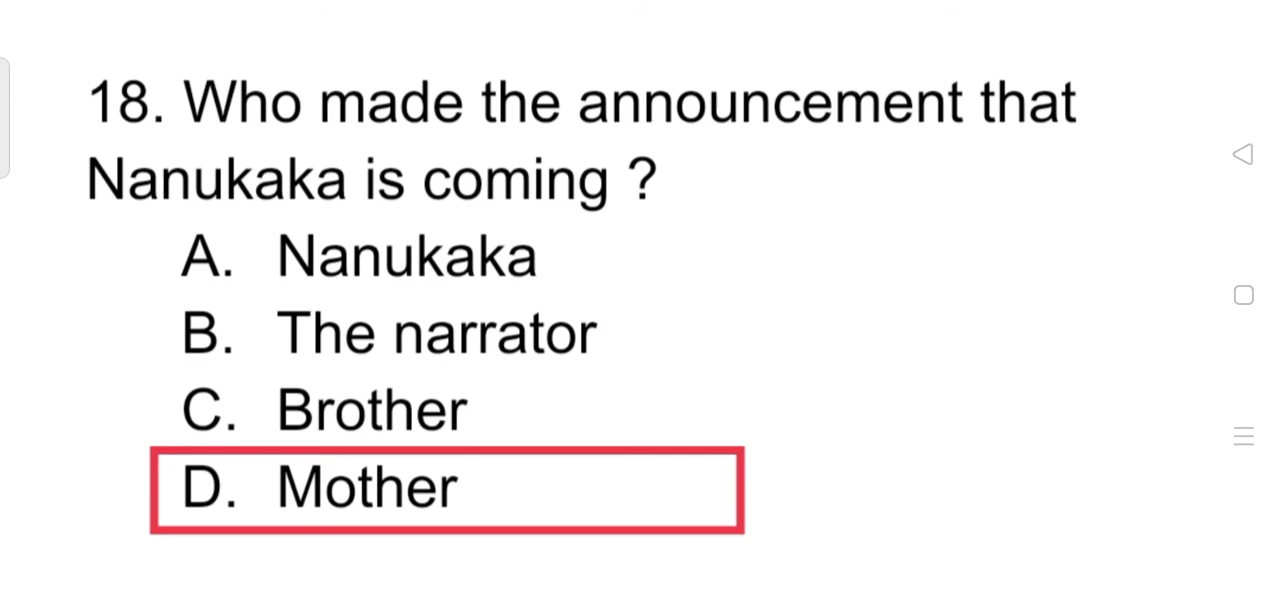 18. Who made the announcement that
Nanukaka is coming ?
A. Nanukaka
B. The narrator
C. Brother
D. Mother